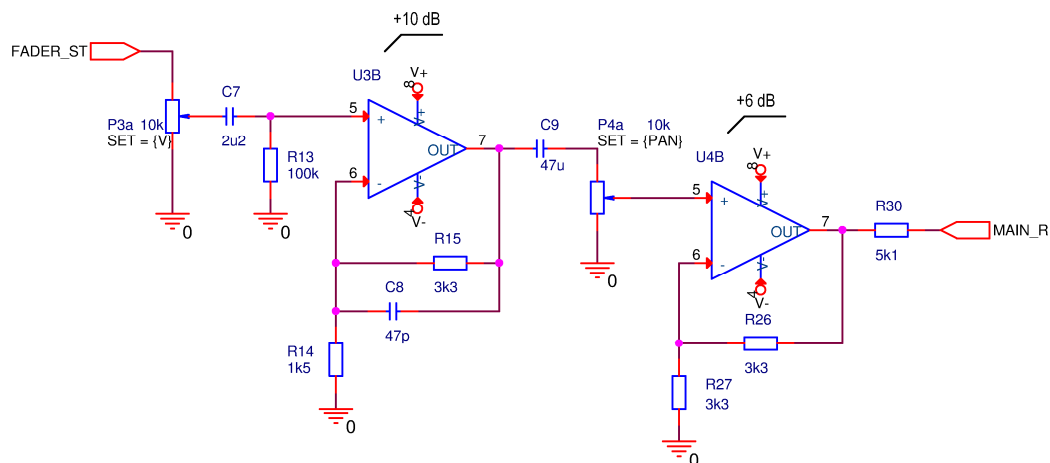 +10 dB
FADER_ST
U3B
V+
8
C7
P3a 10k
SET = {V}
2u2
5
+
V+
OUT
7
C9
47u
P4a 10k
SET = {PAN}
+6 dB
R13
100k
6
-
V-
4
V-
0
0
U4B
V+
8
5
+
V+
OUT
7
R30
5k1
MAIN_R
R15
3k3
0
6
-
V-
4
V-
C8
47p
R14
1k5
R26
3k3
R27
3k3
0
0